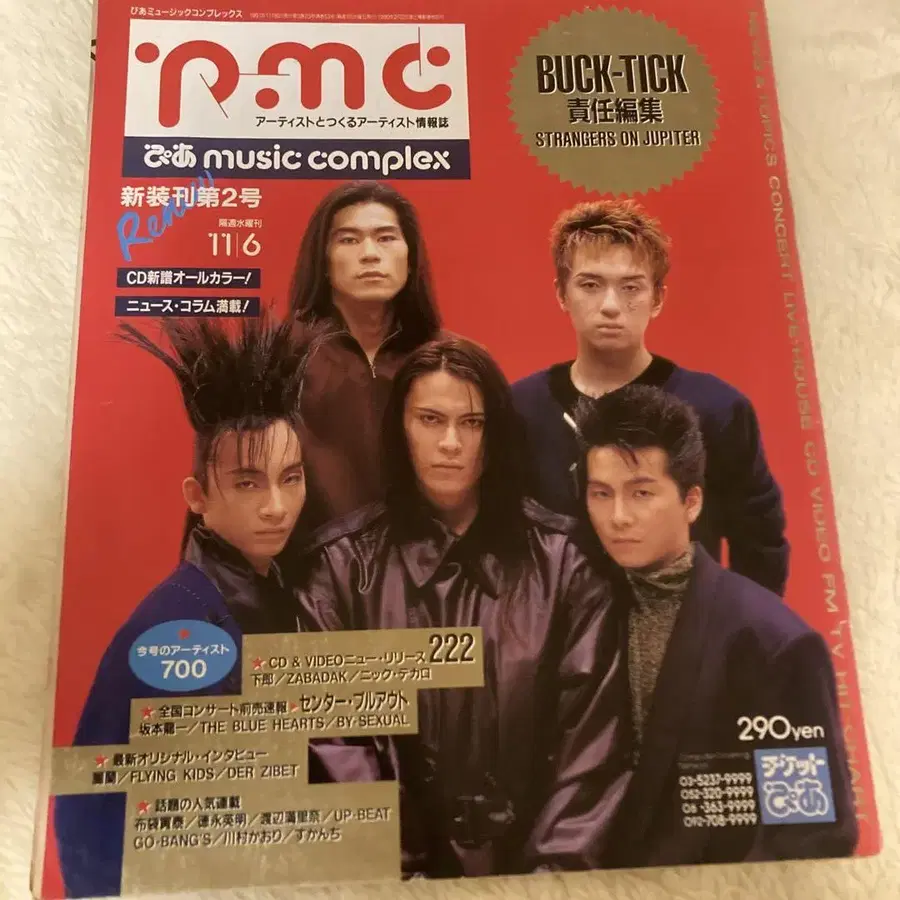 ぴあミュージックコンプレックス
p.m.c
アーティストとつくるアーティスト情報誌
ぴあ music complex
新装刊第2号
Renew
隔週水曜刊
11|6
CD新譜オールカラー!
ニュース・コラム満載!
BUCK-TICK
責任編集
STRANGERS ON JUPITER
& TOPICS CONCERT LIVE-HOUSE CD VIDEO FM TV
★
今号のアーティスト
700
★CD & VIDEOニュー・リリース222
下郎/ZABADAK/ニック・デカロ
★全国コンサート前売速報▶センター・プルアウト
坂本龍一/THE BLUE HEARTS/BY-SEXUAL
★最新オリジナル・インタビュー
/FLYING KIDS/DER ZIBET
★話題の人気連載
布袋寅泰/徳永英明/渡辺満里奈/UP-BEAT
GO-BANG'S/川村かおり/すかんち
290yen
03-5237-9999
052-320-9999
06-363-9999
092-708-9999
チケット
ぴあ